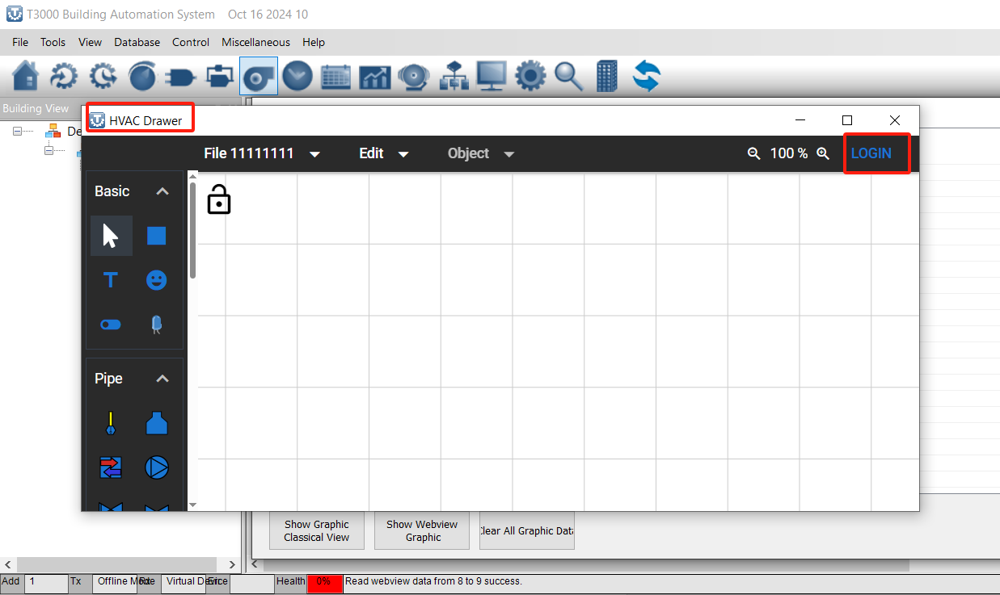 T3000 Building Automation System Oct 16 2024 10
File Tools View Database Control Miscellaneous Help
Building View
HVAC Drawer
De
File 11111111 Edit Object 100 % LOGIN
Basic
T
Pipe
Show Graphic
Classical View
Show Webview
Graphic
Clear All Graphic Data
Add 1 Tx Offline Mode Rx Virtual Device Health 0% Read webview data from 8 to 9 success.